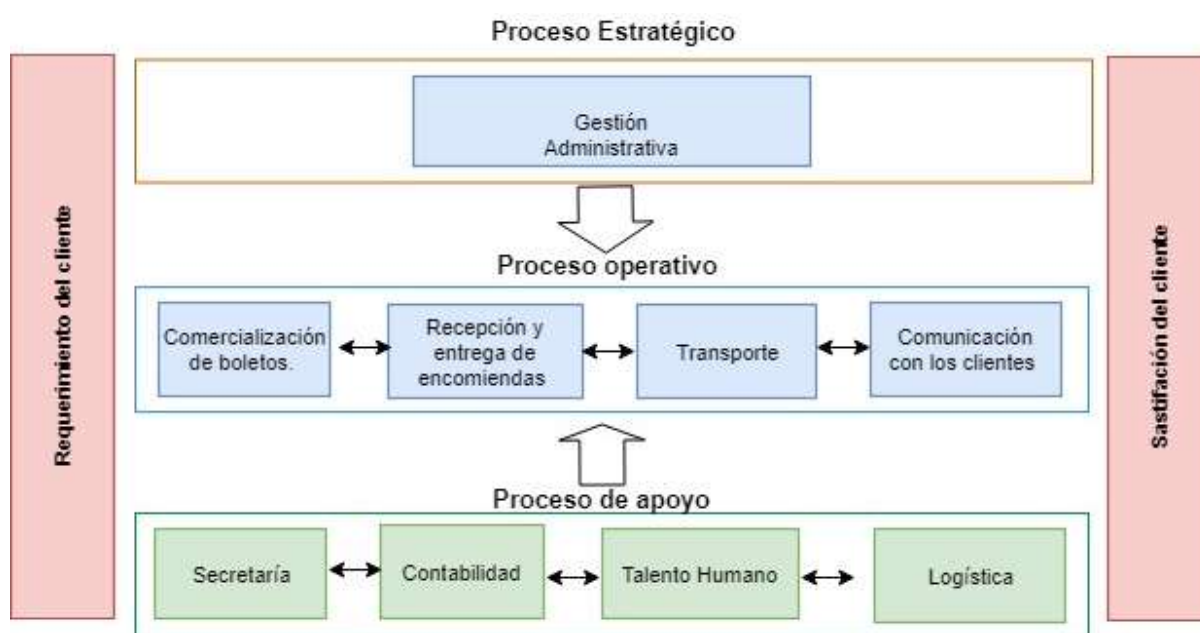 Proceso Estratégico
Requerimiento del cliente
Gestión
Administrativa
Sastifación del cliente
Proceso operativo
Comercialización
de boletos.
Recepción y
entrega de
encomiendas
Transporte
Comunicación
con los clientes
Proceso de apoyo
Secretaría
Contabilidad
Talento Humano
Logística